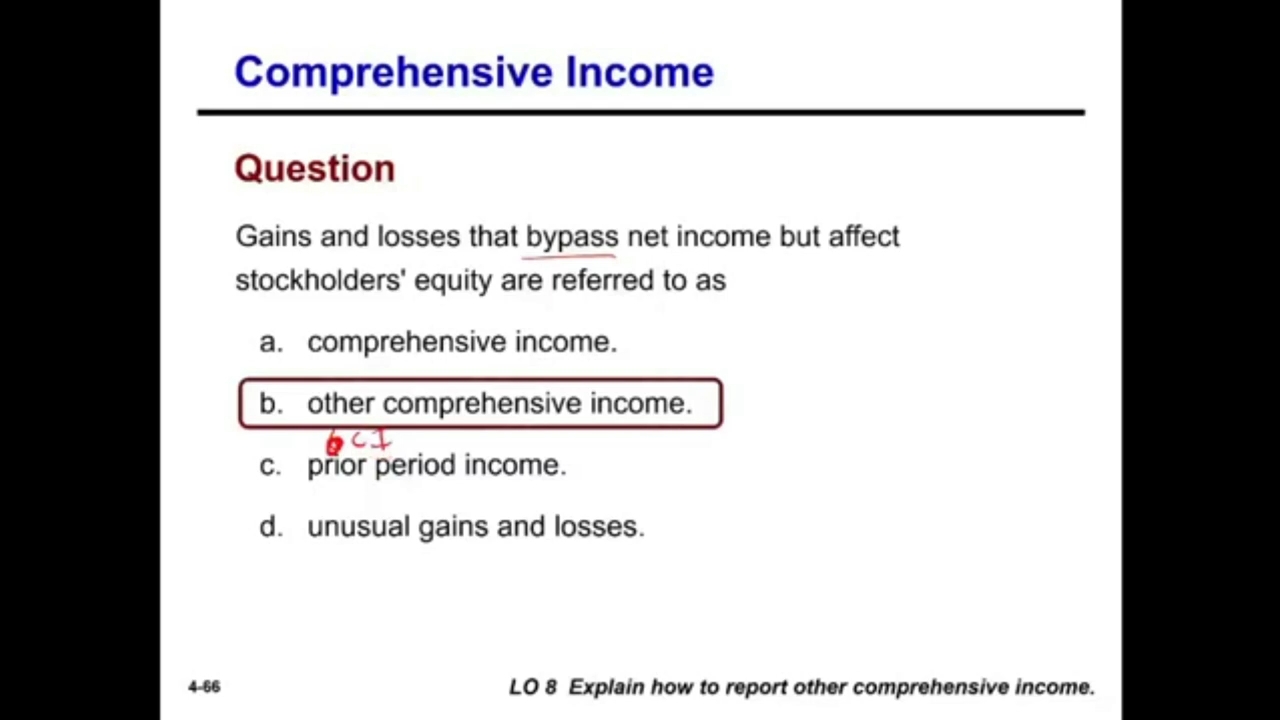 Comprehensive Income
Question
Gains and losses that bypass net income but affect
stockholders' equity are referred to as
a. comprehensive income.
b. other comprehensive income.
OCI
c. prior period income.
d. unusual gains and losses.
4-66
LO 8 Explain how to report other comprehensive income.